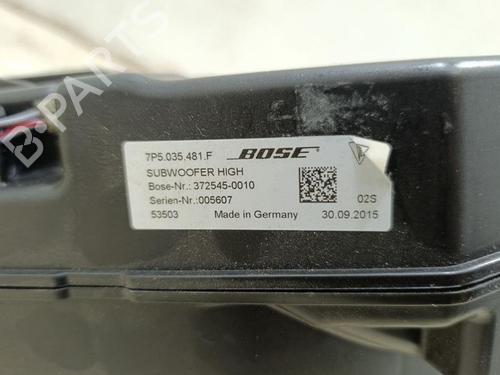 7P5.035.481.F BOSE
SUBWOOFER HIGH
Bose-Nr.: 372545-0010
Serien-Nr.:005607 02S
53503 Made in Germany 30.09.2015
B-PARTS